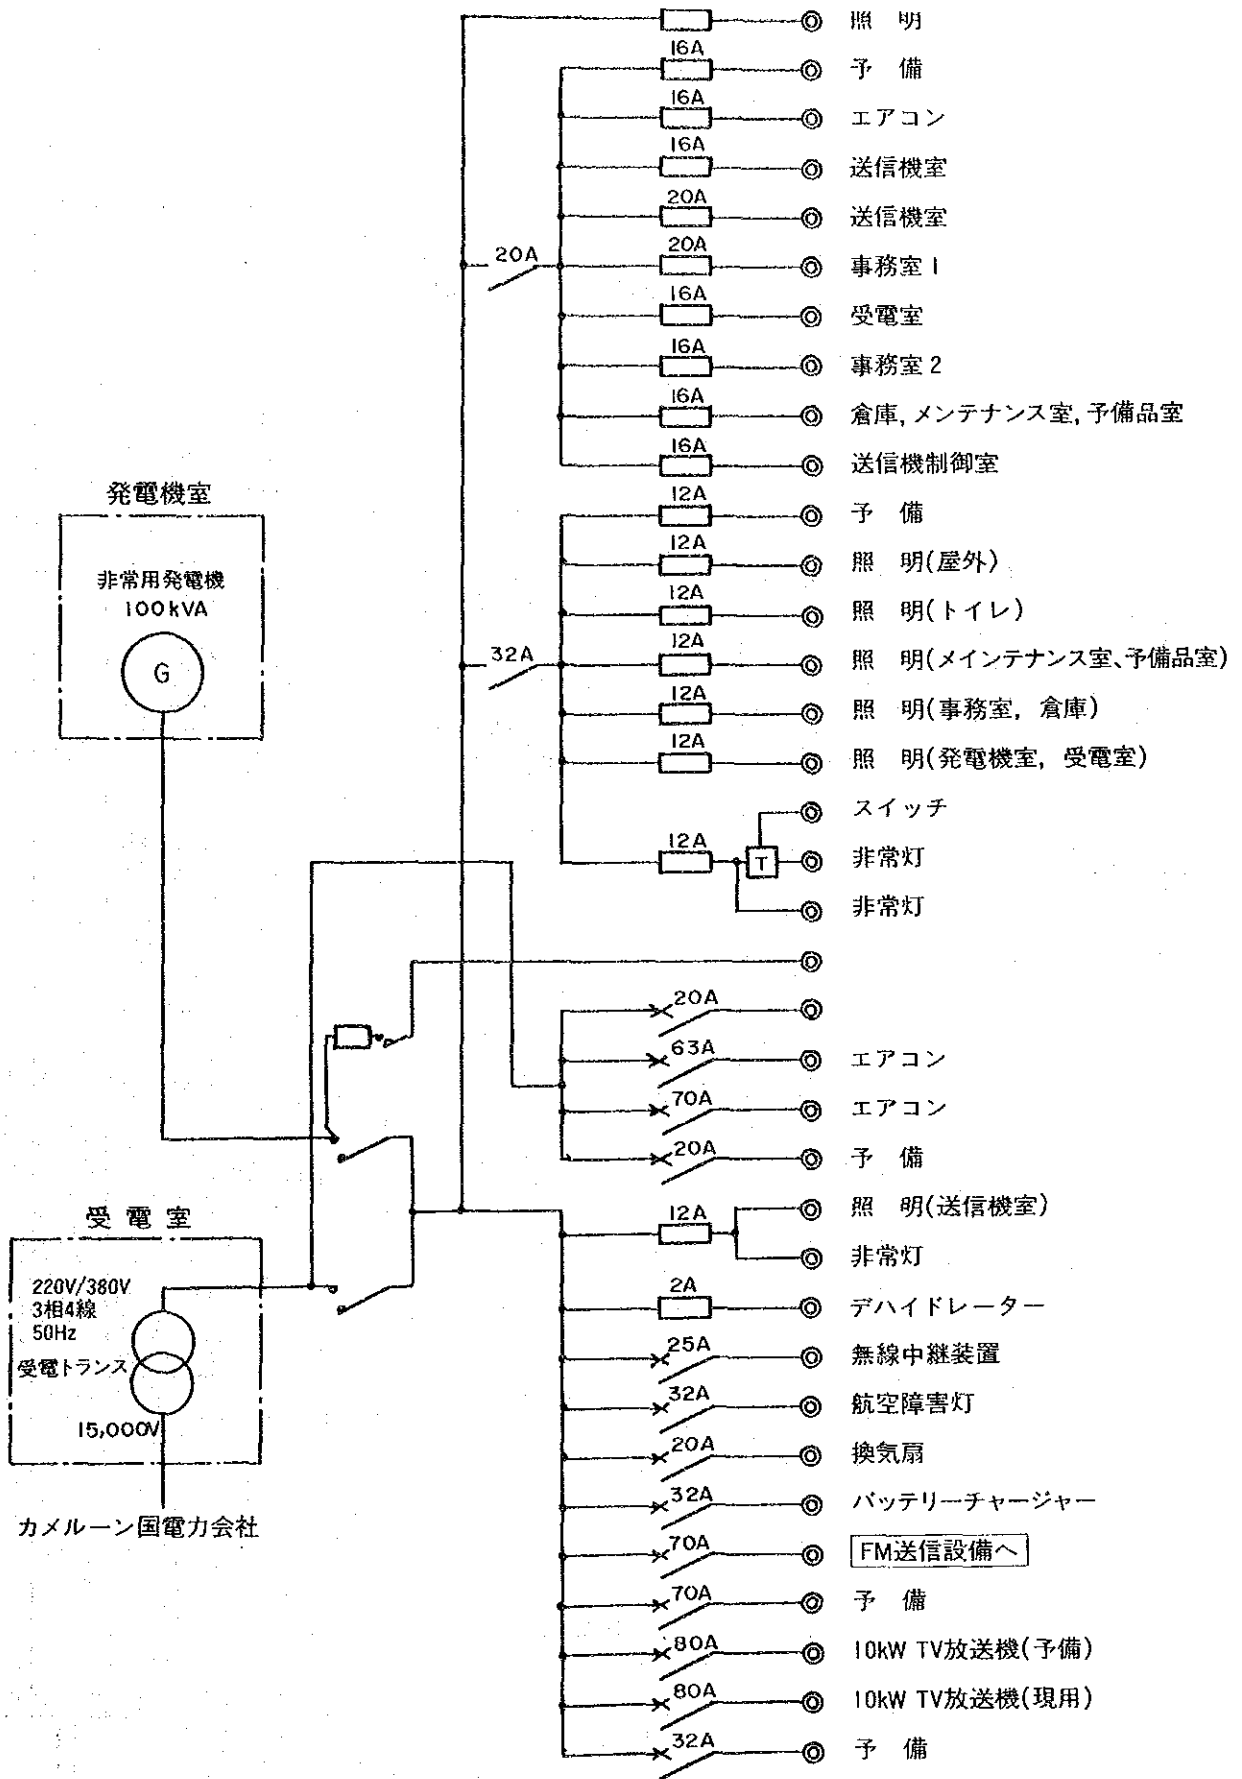 照 明
16A
予 備
16A
エアコン
16A
送信機室
20A
送信機室
20A
20A
事務室 1
16A
受電室
16A
事務室 2
16A
倉庫, メンテナンス室, 予備品室
16A
送信機制御室
12A
予 備
12A
照 明(屋外)
12A
照 明(トイレ)
32A
12A
照 明(メインテナンス室、予備品室)
12A
照 明(事務室, 倉庫)
12A
照 明(発電機室, 受電室)
スイッチ
12A
T
非常灯
非常灯
発電機室
非常用発電機
100kVA
G
20A
63A
エアコン
70A
エアコン
20A
予 備
12A
照 明(送信機室)
非常灯
2A
デハイドレーター
25A
無線中継装置
32A
航空障害灯
20A
換気扇
32A
バッテリーチャージャー
70A
FM送信設備へ
70A
予 備
80A
10kW TV放送機(予備)
80A
10kW TV放送機(現用)
32A
予 備
受 電 室
220V/380V
3相4線
50Hz
受電トランス
15,000V
カメルーン国電力会社